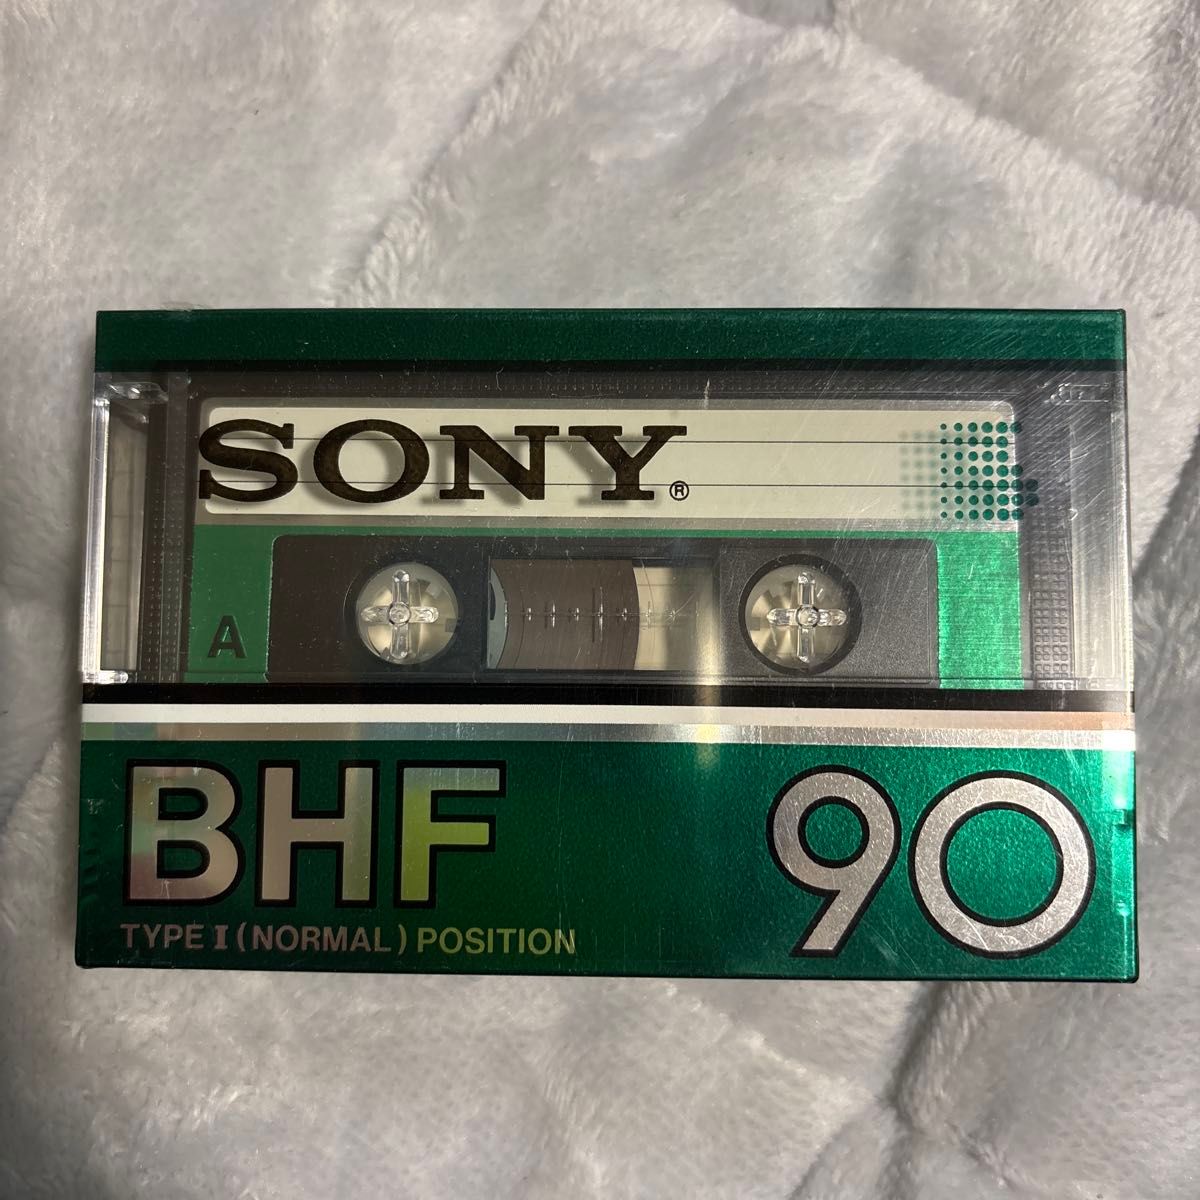 SONY®
A
BHF 90
TYPE I (NORMAL) POSITION